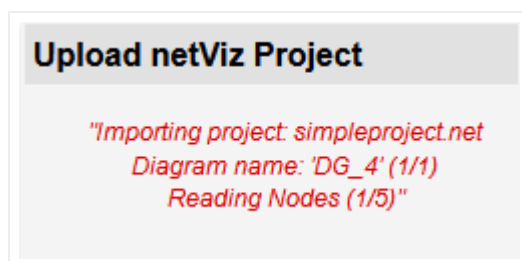 Upload netViz Project
"Importing project: simpleproject.net
Diagram name: 'DG_4' (1/1)
Reading Nodes (1/5)"